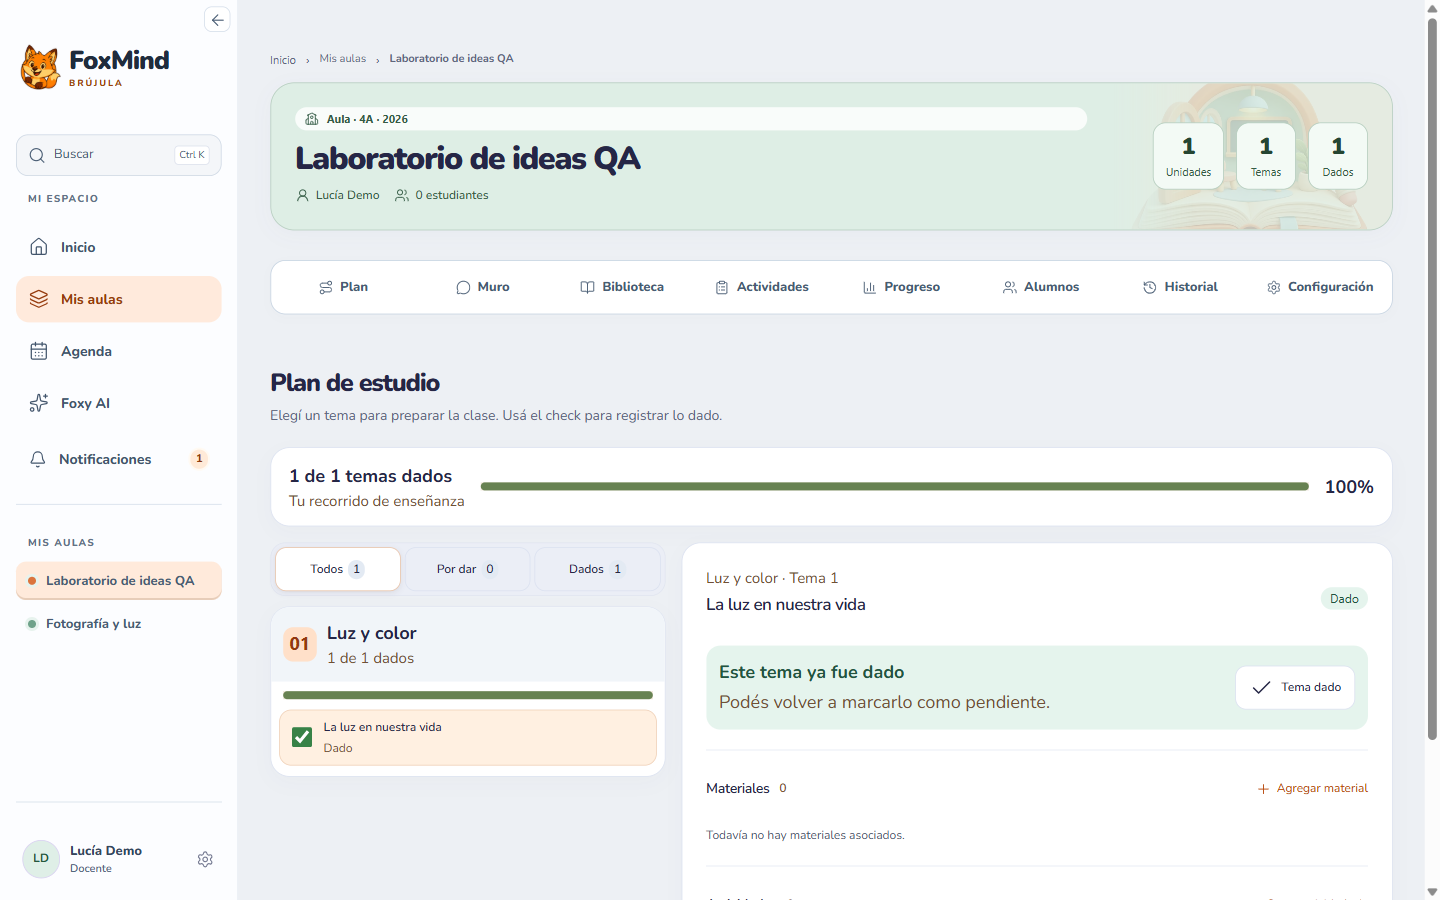 FoxMind
BRÚJULA
Buscar
Ctrl K
MI ESPACIO
Inicio
Mis aulas
Agenda
Foxy AI
Notificaciones
1
MIS AULAS
Laboratorio de ideas QA
Fotografía y luz
LD
Lucía Demo
Docente
Inicio › Mis aulas › Laboratorio de ideas QA
Aula · 4A · 2026
Laboratorio de ideas QA
Lucía Demo
0 estudiantes
1
Unidades
1
Temas
1
Dados
Plan
Muro
Biblioteca
Actividades
Progreso
Alumnos
Historial
Configuración
Plan de estudio
Elegí un tema para preparar la clase. Usá el check para registrar lo dado.
1 de 1 temas dados
Tu recorrido de enseñanza
100%
Todos 1
Por dar 0
Dados 1
01
Luz y color
1 de 1 dados
La luz en nuestra vida
Dado
Luz y color · Tema 1
La luz en nuestra vida
Dado
Este tema ya fue dado
Podés volver a marcarlo como pendiente.
Tema dado
Materiales 0
Agregar material
Todavía no hay materiales asociados.